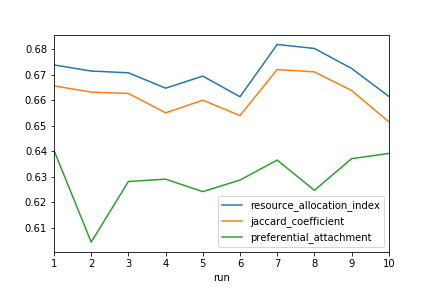 0.68
0.67
0.66
0.65
0.64
0.63
0.62
0.61
resource_allocation_index
jaccard_coefficient
preferential_attachment
1 2 3 4 5 6 7 8 9 10
run